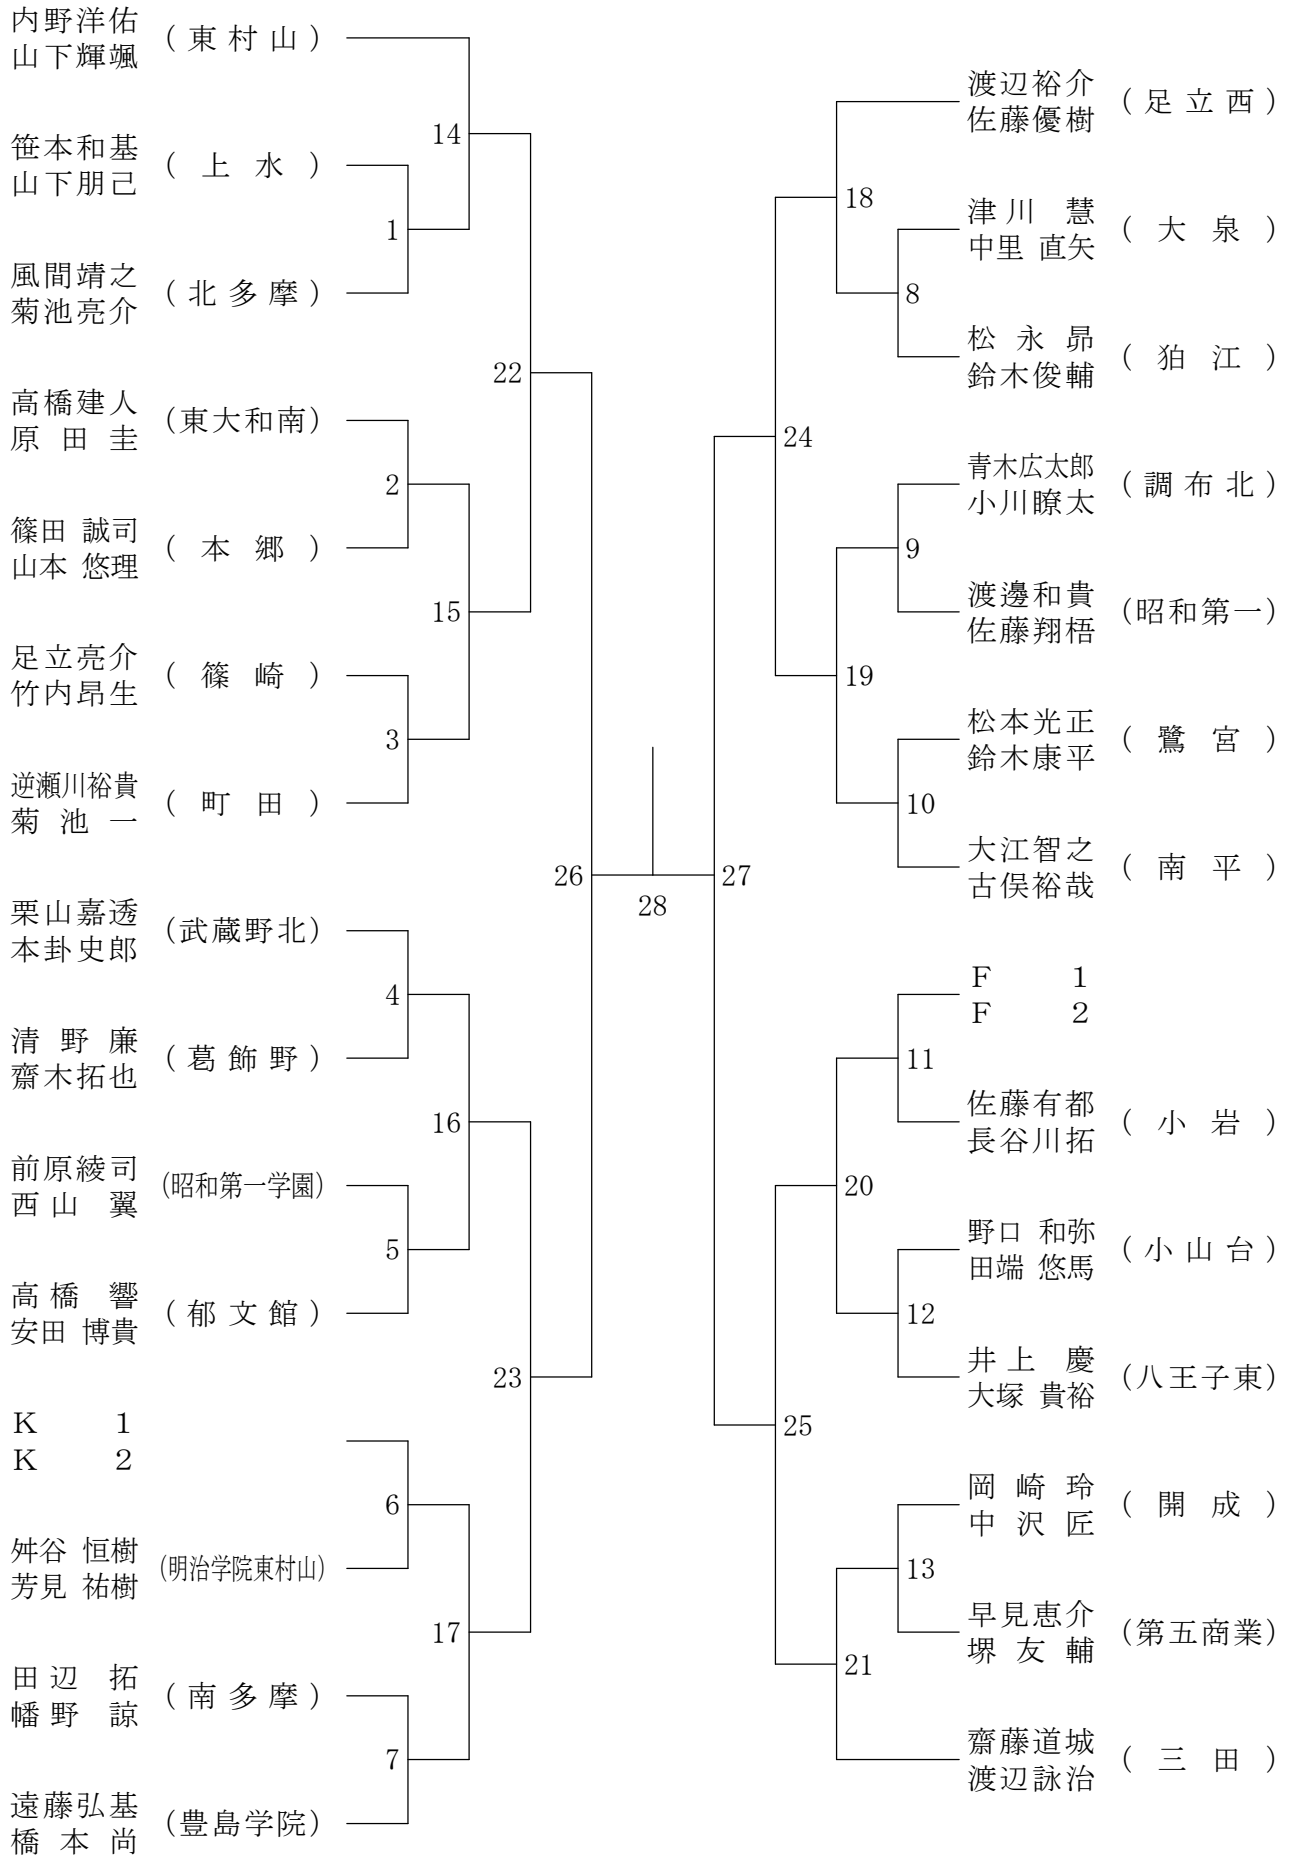 内野洋佑
山下輝颯
(東村山)
笹本和基
山下朋己
(上水)
風間靖之
菊池亮介
(北多摩)
高橋建人
原田圭
(東大和南)
篠田 誠司
山本 悠理
(本郷)
足立亮介
竹内昂生
(篠崎)
逆瀬川裕貴
菊池一
(町田)
栗山嘉透
本卦史郎
(武蔵野北)
清野廉
齋木拓也
(葛飾野)
前原綾司
西山 翼
(昭和第一学園)
高橋 響
安田 博貴
(郁文館)
K 1
K 2
舛谷 恒樹
芳見 祐樹
(明治学院東村山)
田辺 拓
幡野 諒
(南多摩)
遠藤弘基
橋本尚
(豊島学院)
1
2
3
4
5
6
7
14
15
16
17
22
23
26
28
27
24
25
18
19
20
21
8
9
10
11
12
13
渡辺裕介
佐藤優樹
(足立西)
津川 慧
中里 直矢
(大泉)
松永昴
鈴木俊輔
(狛江)
青木広太郎
小川瞭太
(調布北)
渡邊和貴
佐藤翔梧
(昭和第一)
松本光正
鈴木康平
(鷺宮)
大江智之
古俣裕哉
(南平)
F 1
F 2
佐藤有都
長谷川拓
(小岩)
野口 和弥
田端 悠馬
(小山台)
井上 慶
大塚 貴裕
(八王子東)
岡崎玲
中沢匠
(開成)
早見恵介
堺友輔
(第五商業)
齋藤道城
渡辺詠治
(三田)